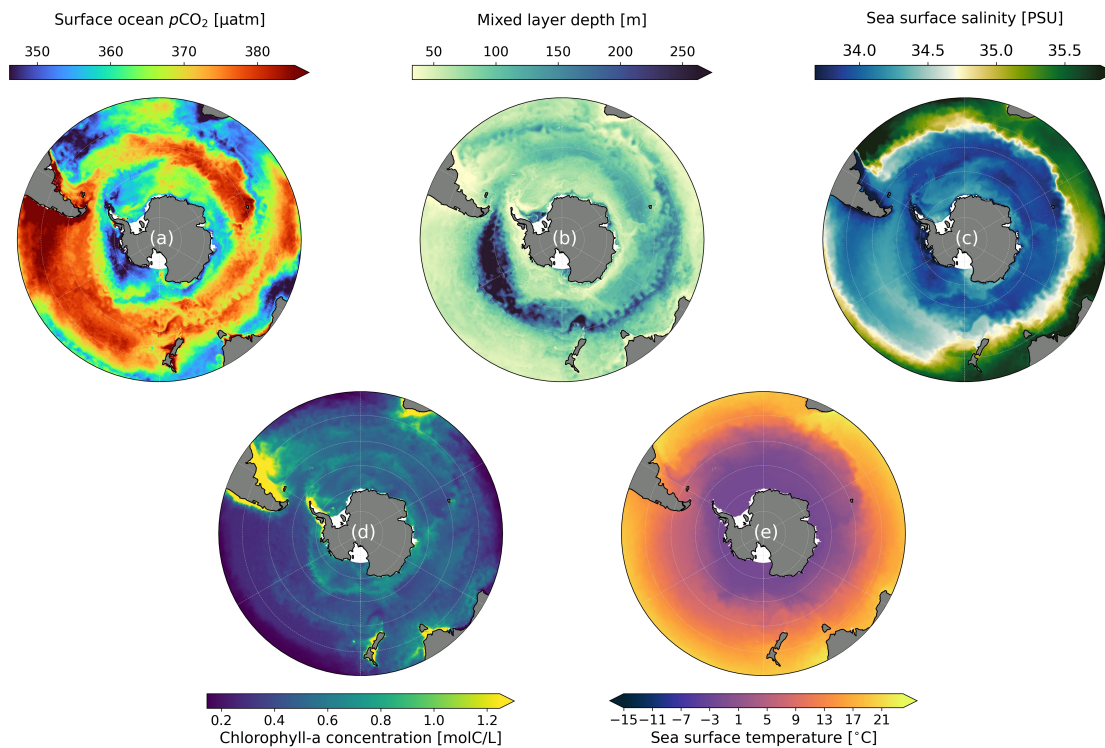 Surface ocean pCO₂ [µatm]
350 360 370 380
Mixed layer depth [m]
50 100 150 200 250
Sea surface salinity [PSU]
34.0 34.5 35.0 35.5
(a)
(b)
(c)
(d)
(e)
0.2 0.4 0.6 0.8 1.0 1.2
Chlorophyll-a concentration [molC/L]
−15 −11 −7 −3 1 5 9 13 17 21
Sea surface temperature [°C]